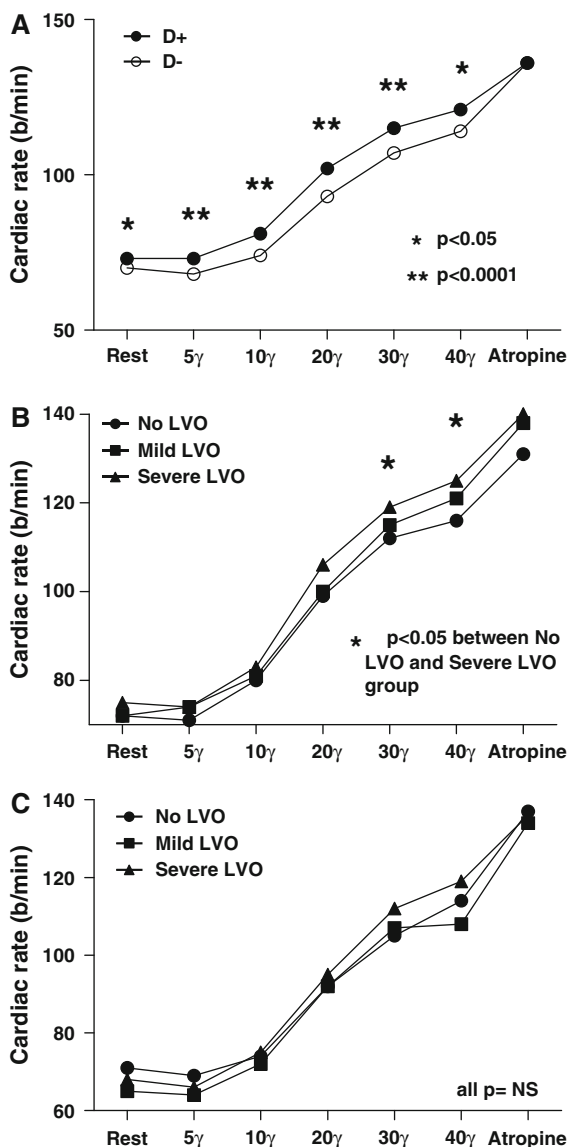 A
150
D+
D-
100
50
Cardiac rate (b/min)
* ** ** ** ** *
* p<0.05
** p<0.0001
Rest 5γ 10γ 20γ 30γ 40γ Atropine
B
140
No LVO
Mild LVO
Severe LVO
120
100
80
Cardiac rate (b/min)
* *
* p<0.05 between No
LVO and Severe LVO
group
Rest 5γ 10γ 20γ 30γ 40γ Atropine
C
140
No LVO
Mild LVO
Severe LVO
120
100
80
60
Cardiac rate (b/min)
all p= NS
Rest 5γ 10γ 20γ 30γ 40γ Atropine